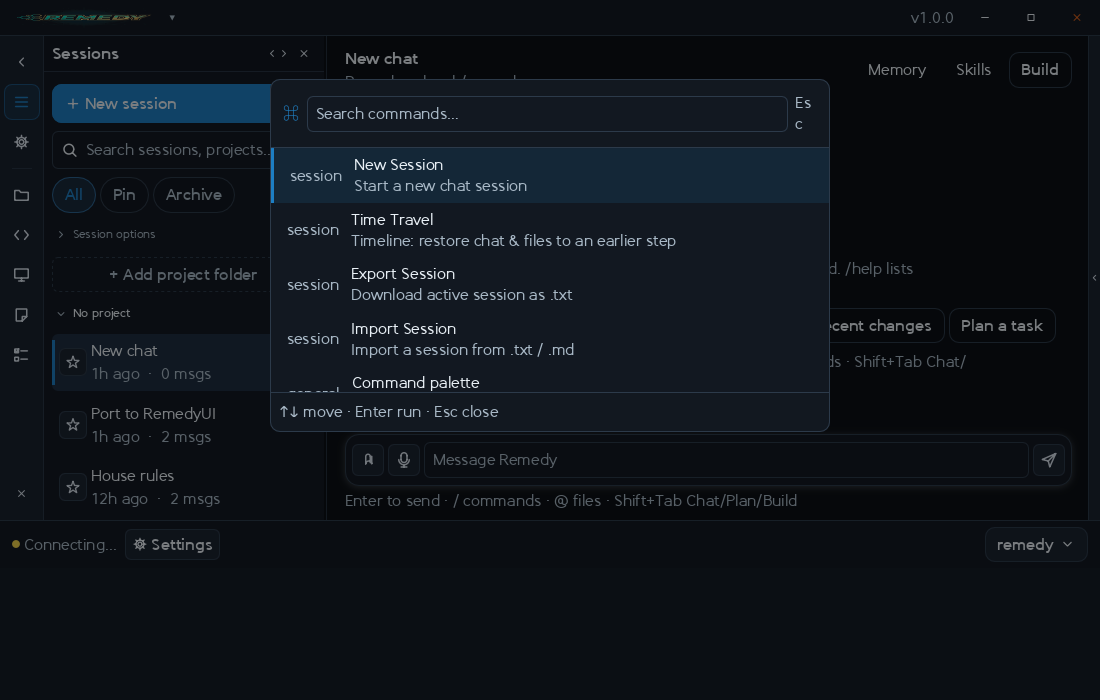 REMEDY ▾ v1.0.0
Sessions
+ New session
Search sessions, projects...
All Pin Archive
Session options
+ Add project folder
No project
New chat
1h ago · 0 msgs
Port to RemedyUI
1h ago · 2 msgs
House rules
12h ago · 2 msgs
New chat
Memory Skills Build
⌘ Search commands... Es
c
session New Session
Start a new chat session
session Time Travel
Timeline: restore chat & files to an earlier step
session Export Session
Download active session as .txt
session Import Session
Import a session from .txt / .md
general Command palette
↑↓ move · Enter run · Esc close
d. /help lists
ecent changes Plan a task
ds · Shift+Tab Chat/
Message Remedy
Enter to send · / commands · @ files · Shift+Tab Chat/Plan/Build
Connecting... Settings remedy